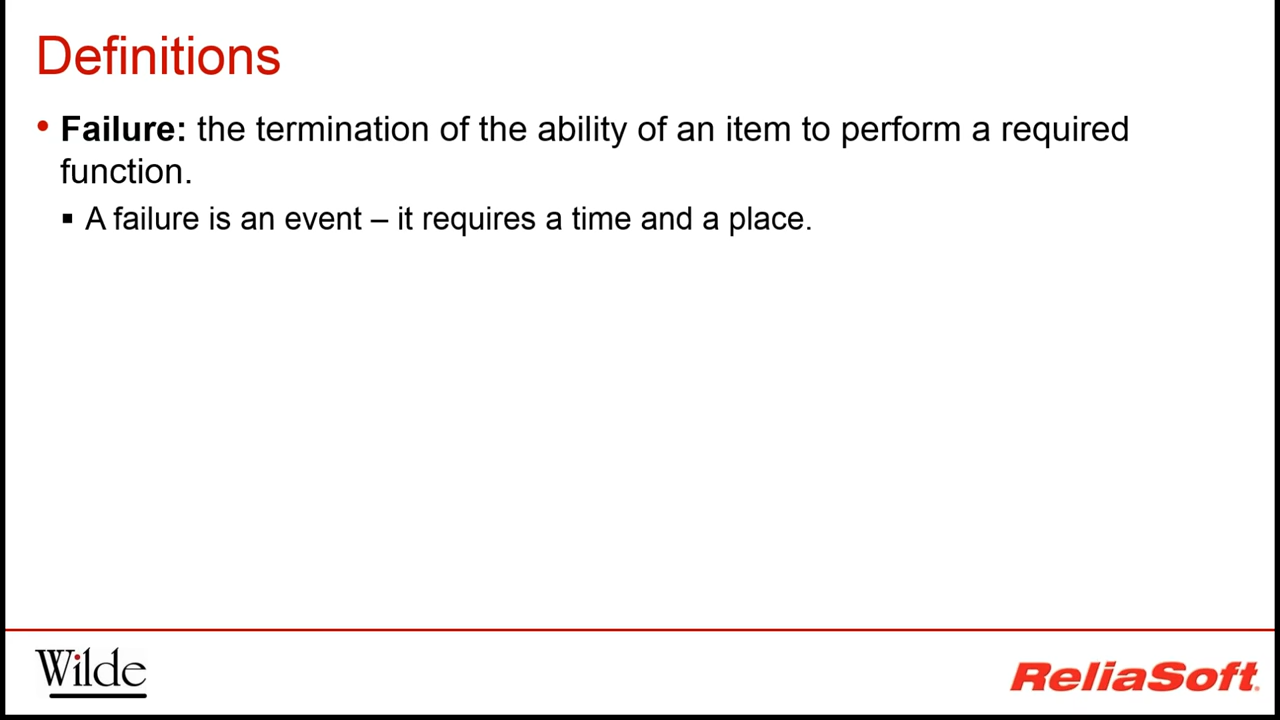 Definitions
• Failure: the termination of the ability of an item to perform a required
function.
▪ A failure is an event – it requires a time and a place.
Wilde
ReliaSoft.